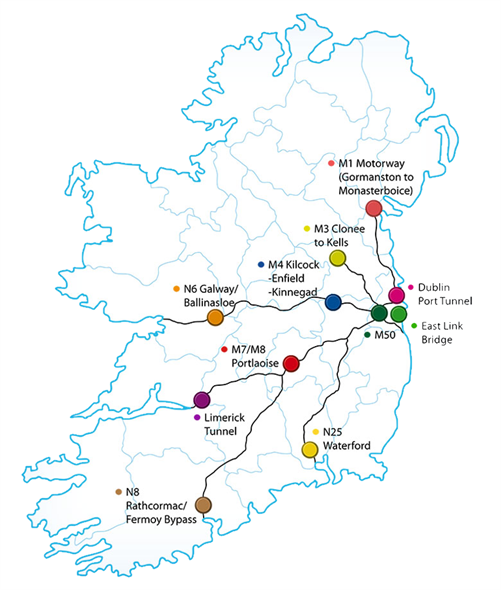 M1 Motorway
(Gormanston to
Monasterboice)
M3 Clonee
to Kells
M4 Kilcock
-Enfield
-Kinnegad
N6 Galway/
Ballinasloe
Dublin
Port Tunnel
East Link
Bridge
M50
M7/M8
Portlaoise
Limerick
Tunnel
N25
Waterford
N8
Rathcormac/
Fermoy Bypass